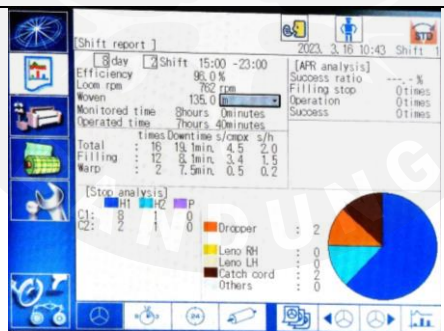 [Shift report ]
2023. 3.16 10:43 Shift 1
STD
8 day 2 Shift 15:00 -23:00
Efficiency 96.0 %
Loom rpm 762 rpm
Woven 135.0 m
Monitored time 8hours 0minutes
Operated time 7hours 40minutes
[APR analysis]
Success ratio ---.- %
Filling stop 0times
Operation 0times
Success 0times
times Downtime s/cmpx s/h
Total : 16 19.1min. 4.5 2.0
Filling : 12 8.1min. 3.4 1.5
Warp : 2 7.5min. 0.5 0.2
[Stop analysis]
H1 H2 P
C1: 8 1 0
C2: 2 1 0
Dropper : 2
Leno RH : 0
Leno LH : 0
Catch cord : 2
Others : 0
24